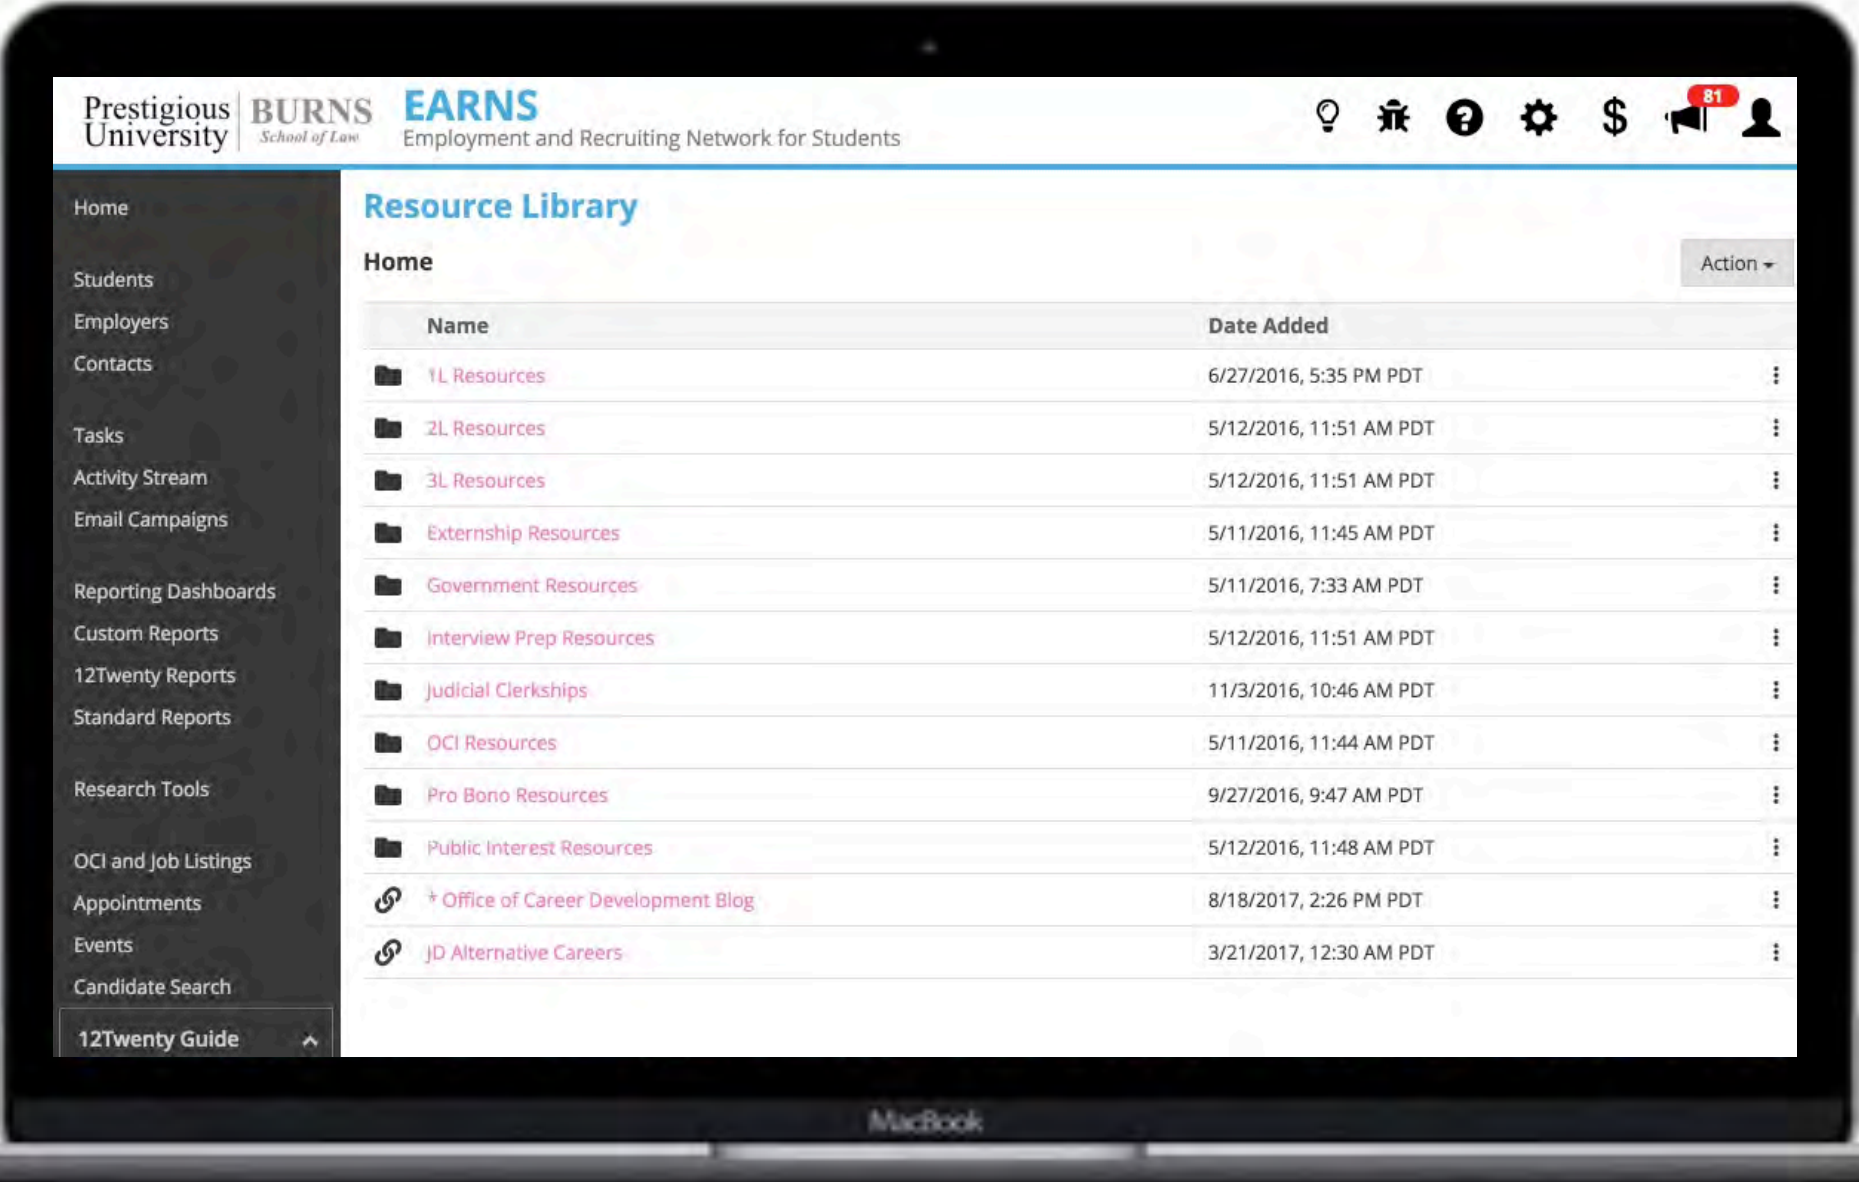 Prestigious
University
BURNS
School of Law
EARNS
Employment and Recruiting Network for Students
81
Home
Students
Employers
Contacts
Tasks
Activity Stream
Email Campaigns
Reporting Dashboards
Custom Reports
12Twenty Reports
Standard Reports
Research Tools
OCI and Job Listings
Appointments
Events
Candidate Search
12Twenty Guide
Resource Library
Home
Action
Name Date Added
1L Resources 6/27/2016, 5:35 PM PDT
2L Resources 5/12/2016, 11:51 AM PDT
3L Resources 5/12/2016, 11:51 AM PDT
Externship Resources 5/11/2016, 11:45 AM PDT
Government Resources 5/11/2016, 7:33 AM PDT
Interview Prep Resources 5/12/2016, 11:51 AM PDT
Judicial Clerkships 11/3/2016, 10:46 AM PDT
OCI Resources 5/11/2016, 11:44 AM PDT
Pro Bono Resources 9/27/2016, 9:47 AM PDT
Public Interest Resources 5/12/2016, 11:48 AM PDT
* Office of Career Development Blog 8/18/2017, 2:26 PM PDT
JD Alternative Careers 3/21/2017, 12:30 AM PDT
MacBook